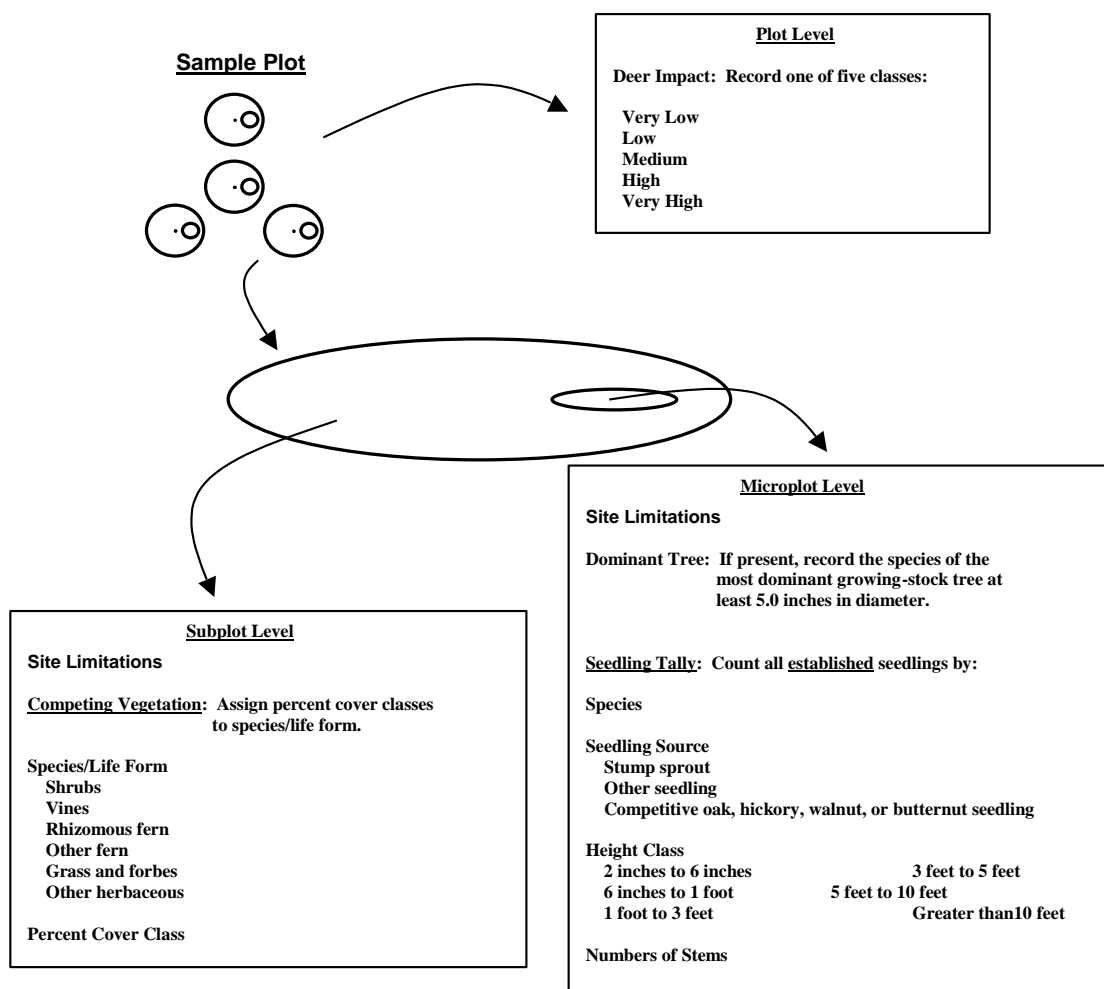 Sample Plot
Plot Level
Deer Impact: Record one of five classes:
Very Low
Low
Medium
High
Very High
Subplot Level
Site Limitations
Competing Vegetation: Assign percent cover classes
to species/life form.
Species/Life Form
Shrubs
Vines
Rhizomous fern
Other fern
Grass and forbes
Other herbaceous
Percent Cover Class
Microplot Level
Site Limitations
Dominant Tree: If present, record the species of the
most dominant growing-stock tree at
least 5.0 inches in diameter.
Seedling Tally: Count all established seedlings by:
Species
Seedling Source
Stump sprout
Other seedling
Competitive oak, hickory, walnut, or butternut seedling
Height Class
2 inches to 6 inches 3 feet to 5 feet
6 inches to 1 foot 5 feet to 10 feet
1 foot to 3 feet Greater than10 feet
Numbers of Stems